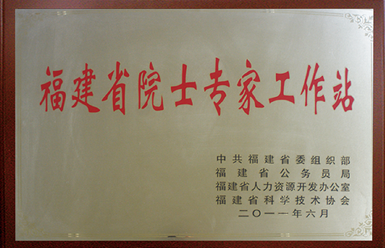 福建省院士专家工作站
中共福建省委组织部
福建省公务员局
福建省人力资源开发办公室
福建省科学技术协会
二〇一一年六月